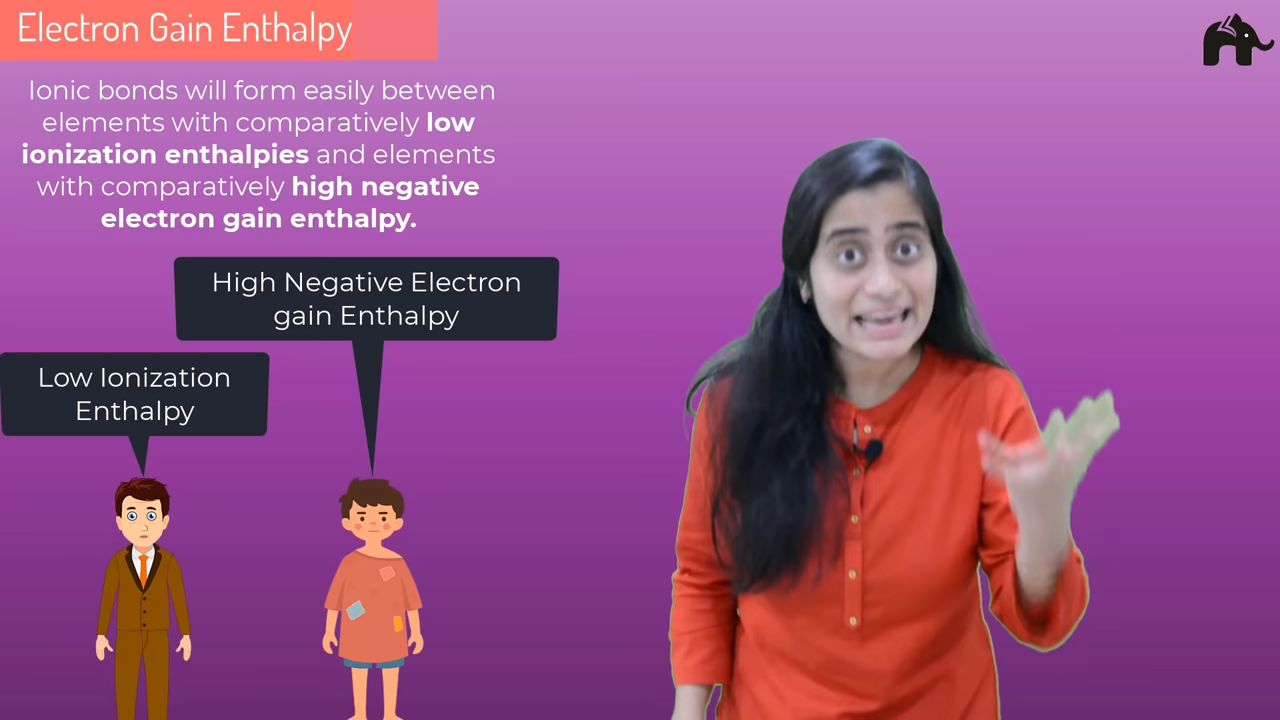 Electron Gain Enthalpy
Ionic bonds will form easily between
elements with comparatively low
ionization enthalpies and elements
with comparatively high negative
electron gain enthalpy.
High Negative Electron
gain Enthalpy
Low Ionization
Enthalpy